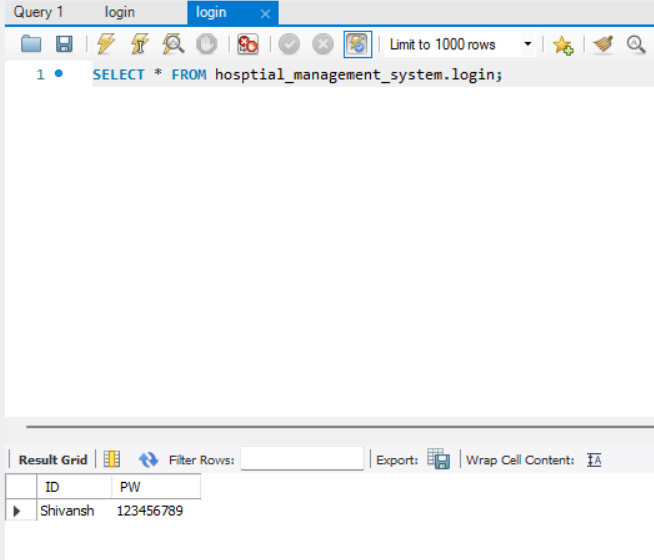 Query 1 login login
Limit to 1000 rows
1 SELECT * FROM hosptial_management_system.login;
Result Grid Filter Rows: Export: Wrap Cell Content: IA
ID PW
Shivansh 123456789